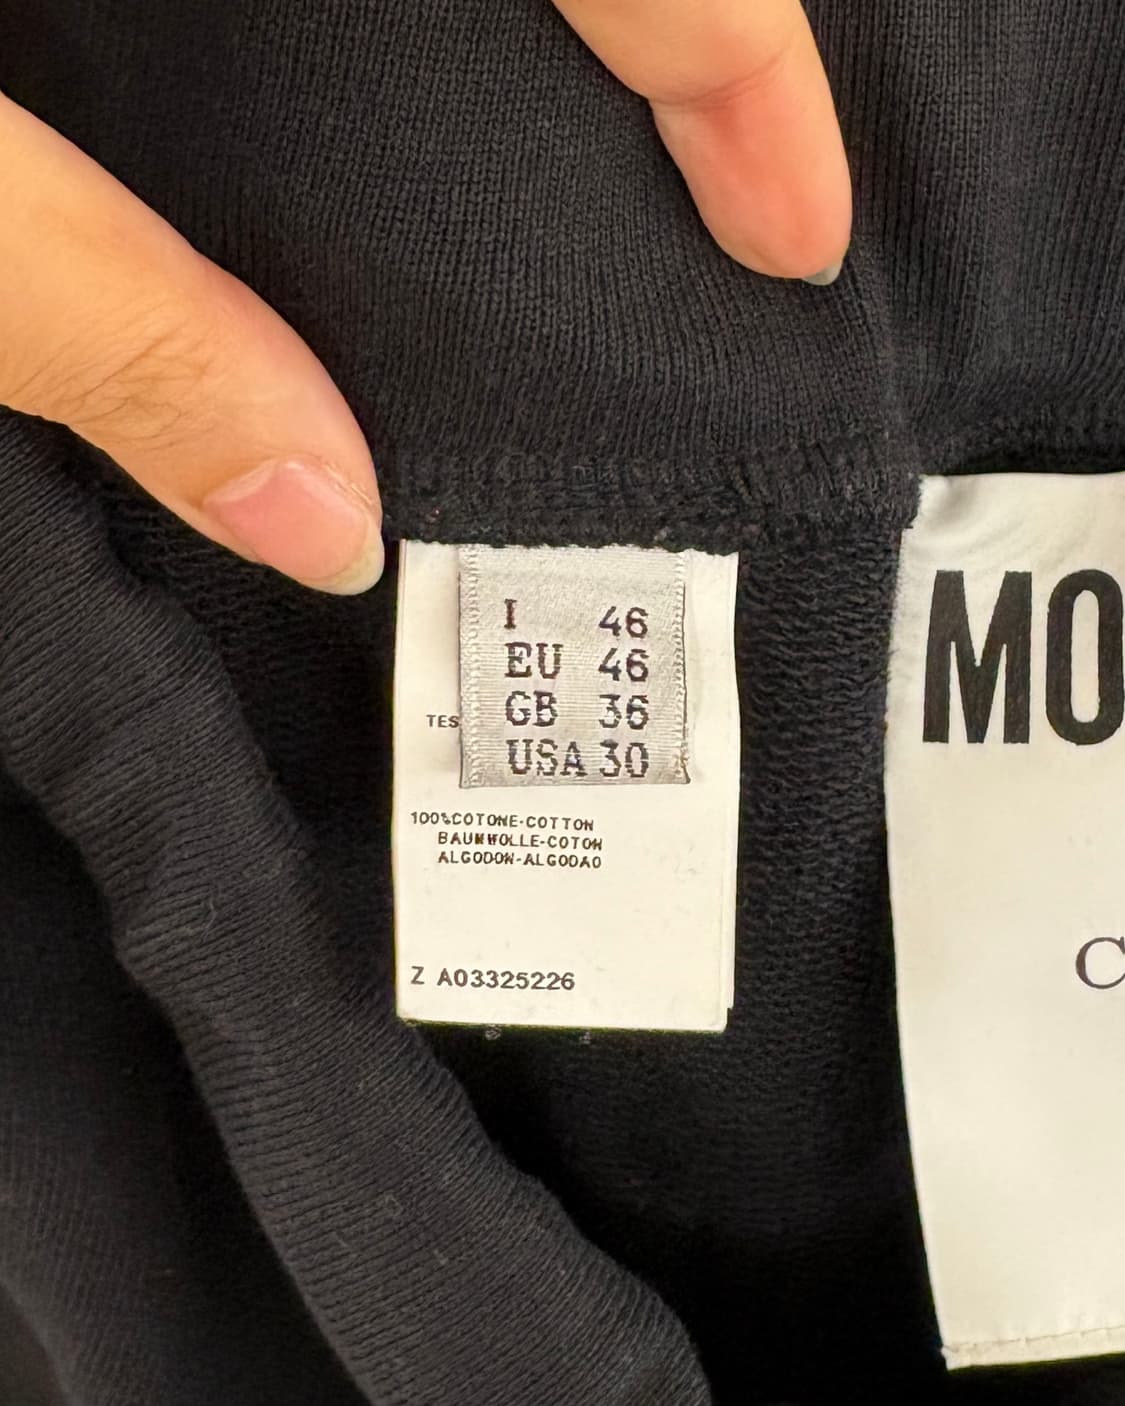 I 46
EU 46
GB 36
USA 30
TES
100%COTONE-COTTON
BAUMWOLLE-COTON
ALGODON-ALGODAO
Z A03325226
MO
C